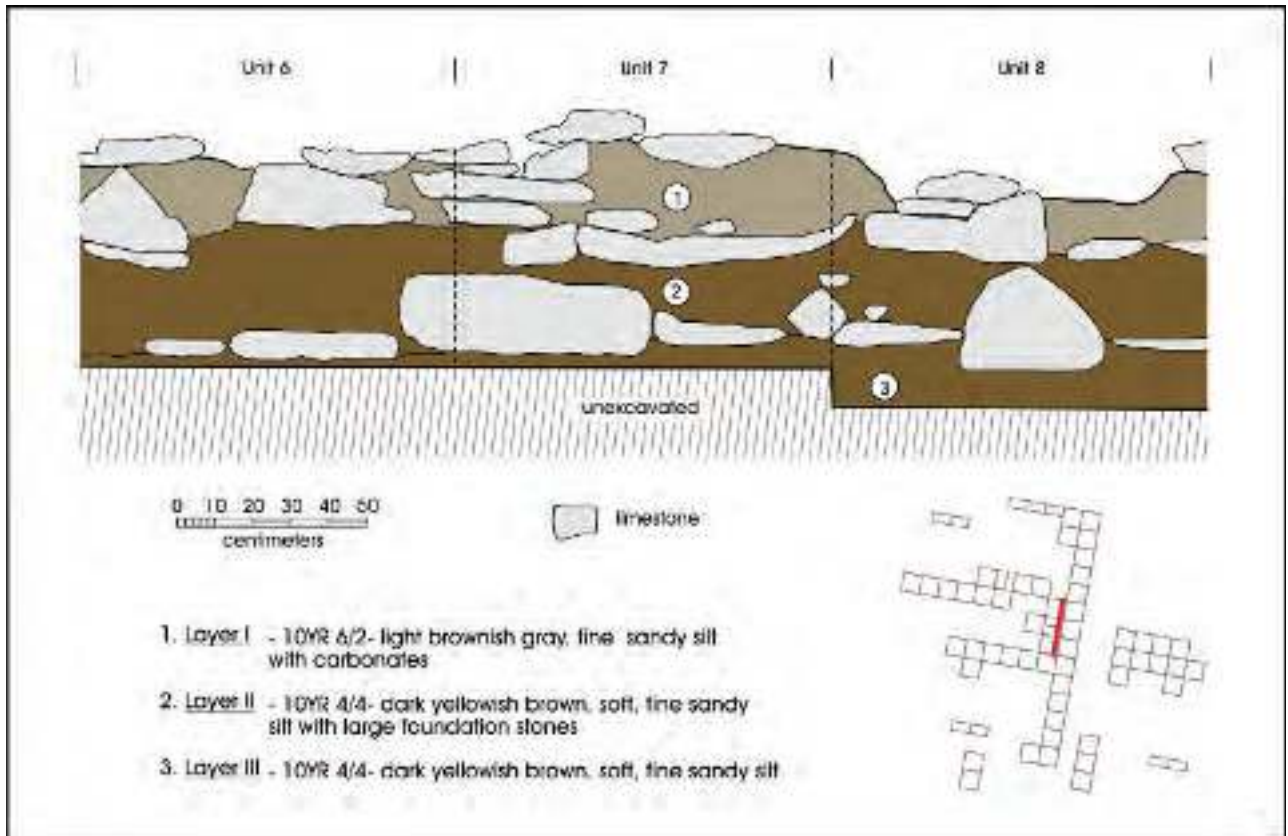 Unit 6 Unit 7 Unit 8
1
2
3
unexcavated
0 10 20 30 40 50
centimeters
limestone
1. Layer I - 10YR 6/2- light brownish gray, fine sandy silt
with carbonates
2. Layer II - 10YR 4/4- dark yellowish brown, soft, fine sandy
silt with large foundation stones
3. Layer III - 10YR 4/4- dark yellowish brown, soft, fine sandy silt